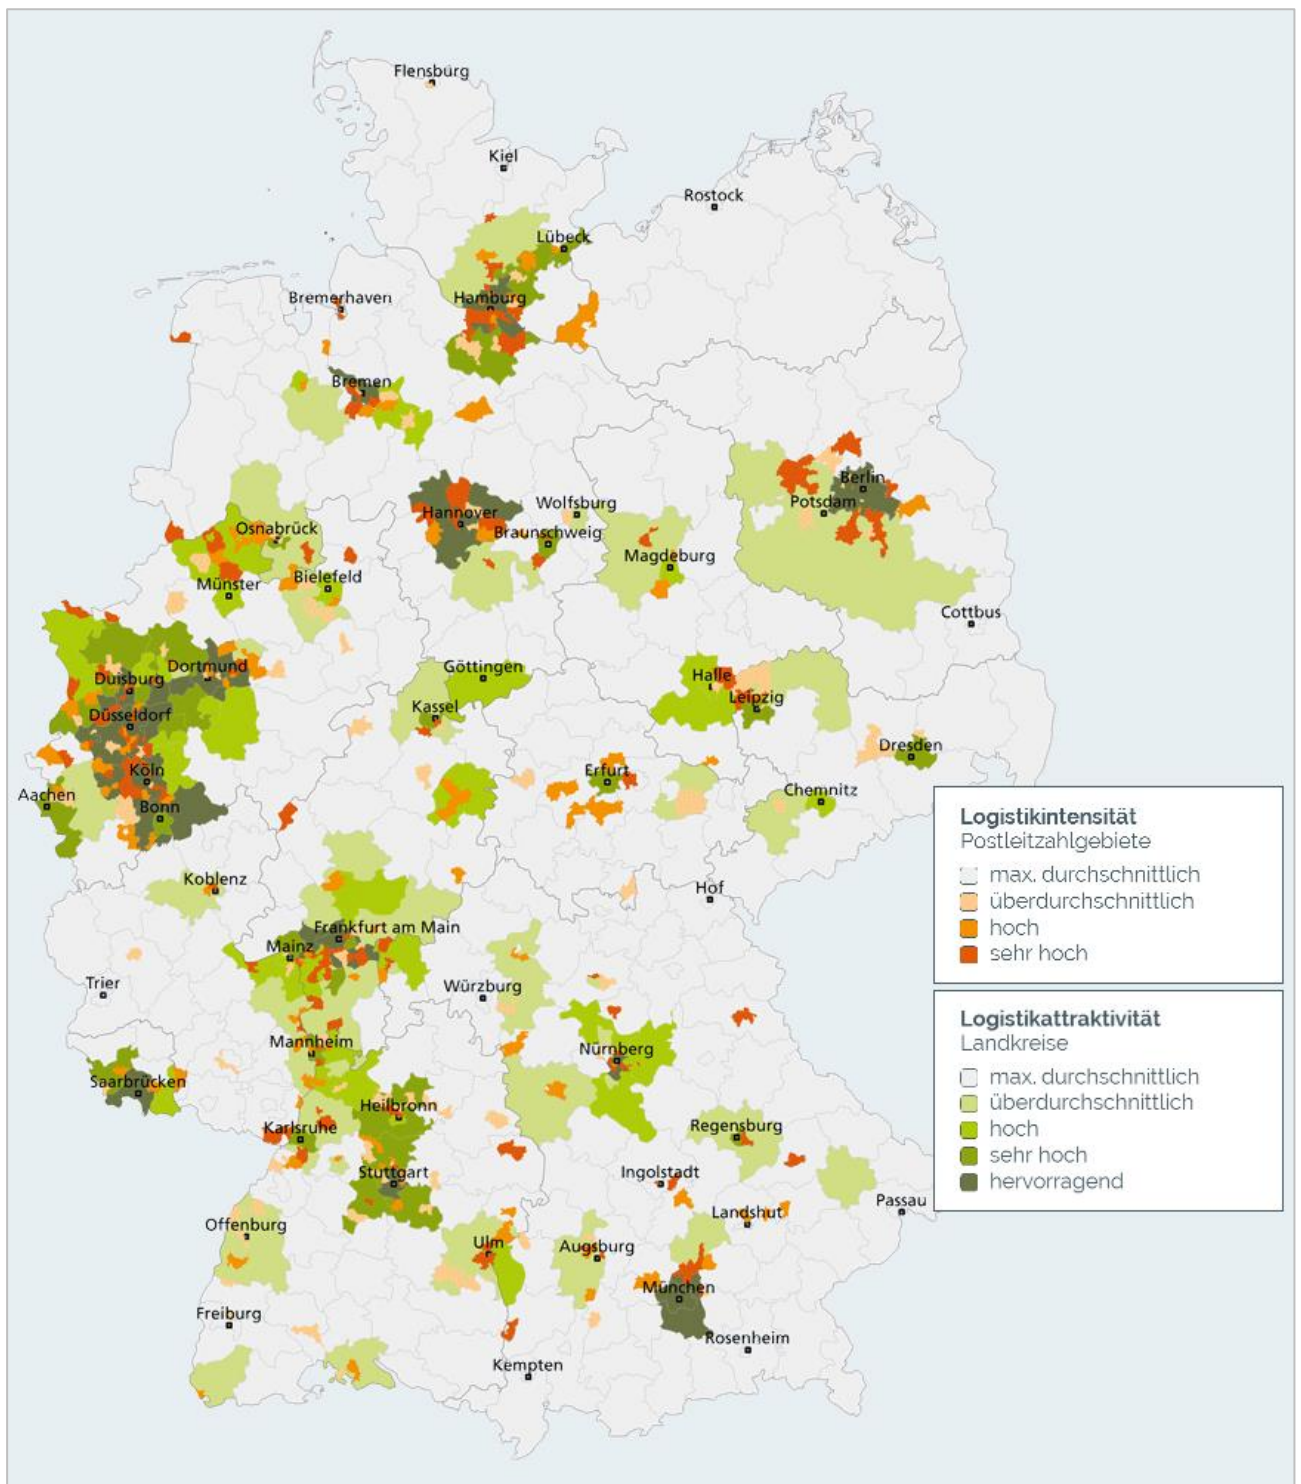 Flensburg
Kiel
Rostock
Lübeck
Bremerhaven
Hamburg
Bremen
Berlin
Potsdam
Hannover
Wolfsburg
Osnabrück
Braunschweig
Magdeburg
Münster
Bielefeld
Cottbus
Dortmund
Göttingen
Duisburg
Halle
Leipzig
Kassel
Düsseldorf
Dresden
Köln
Erfurt
Aachen
Bonn
Chemnitz
Logistikintensität
Postleitzahlgebiete
max. durchschnittlich
überdurchschnittlich
hoch
sehr hoch
Koblenz
Hof
Frankfurt am Main
Mainz
Trier
Würzburg
Logistikattraktivität
Landkreise
max. durchschnittlich
überdurchschnittlich
hoch
sehr hoch
hervorragend
Mannheim
Nürnberg
Saarbrücken
Heilbronn
Karlsruhe
Regensburg
Stuttgart
Ingolstadt
Passau
Landshut
Offenburg
Ulm
Augsburg
München
Freiburg
Rosenheim
Kempten